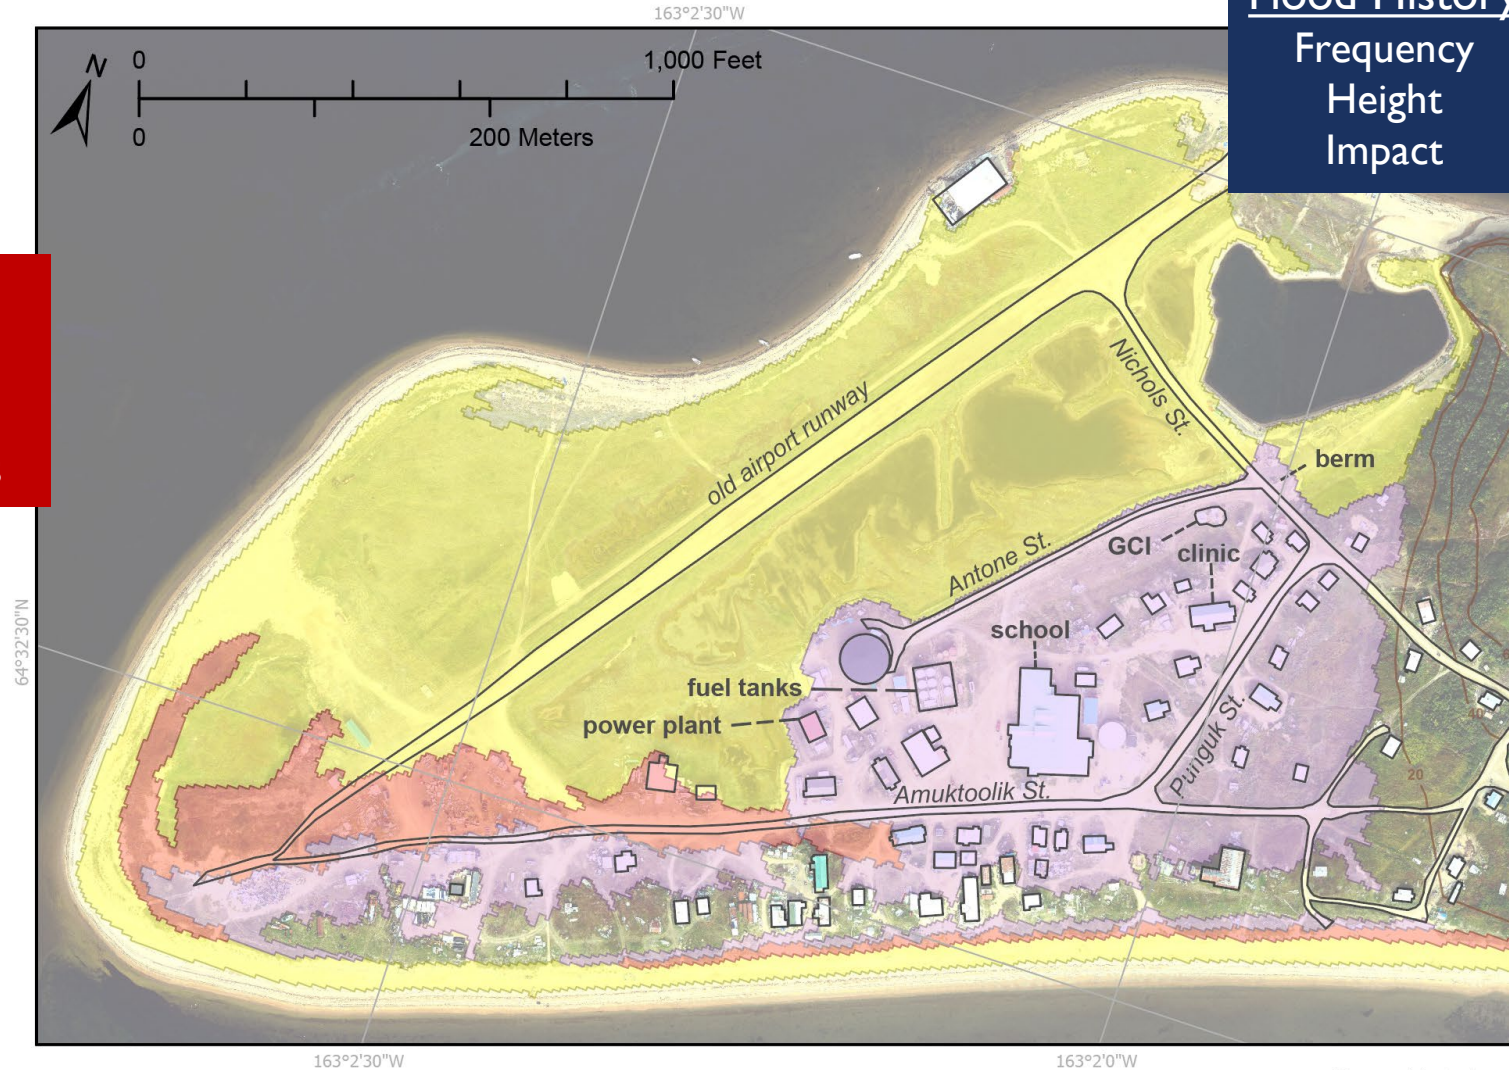 163°2'30"W
Flood History
Frequency
Height
Impact
N
0
1,000 Feet
0
200 Meters
old airport runway
Nichols St.
berm
Antone St.
GCI
clinic
school
fuel tanks
power plant
Punguk St.
Amuktoolik St.
20
40
64°32'30"N
163°2'30"W
163°2'0"W